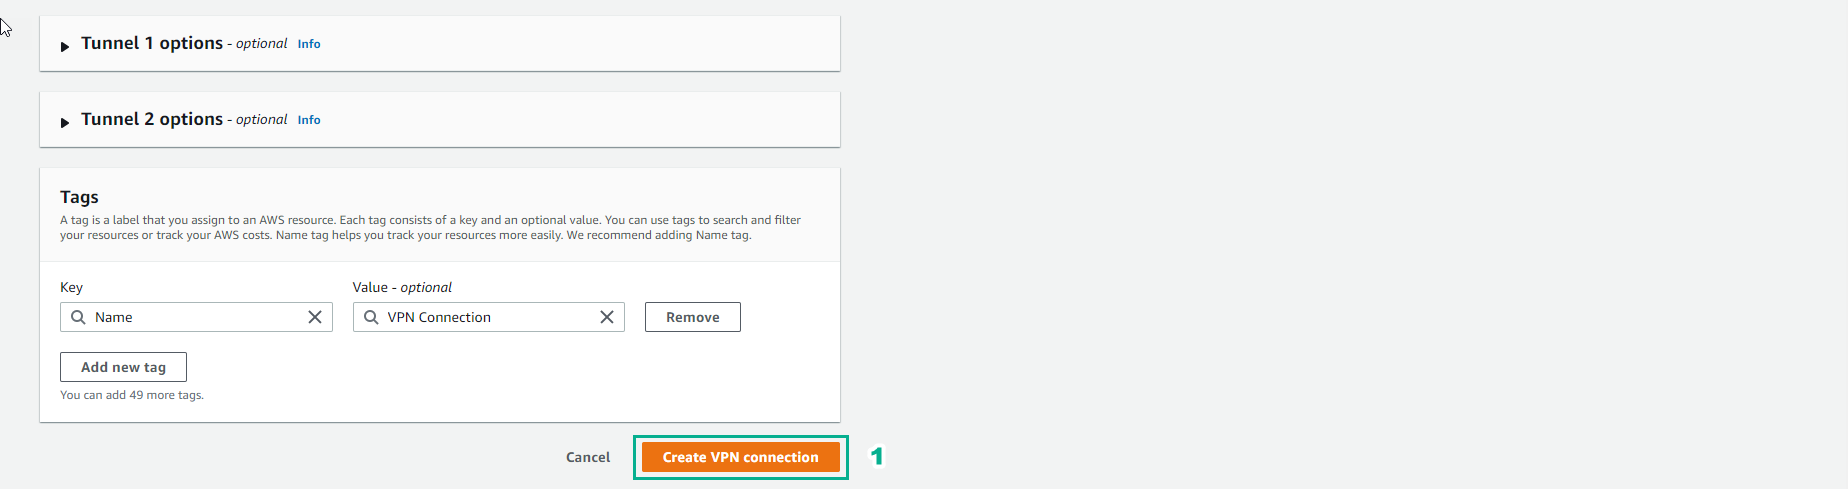 Tunnel 1 options - optional Info
Tunnel 2 options - optional Info
Tags
A tag is a label that you assign to an AWS resource. Each tag consists of a key and an optional value. You can use tags to search and filter
your resources or track your AWS costs. Name tag helps you track your resources more easily. We recommend adding Name tag.
Key Value - optional
Name VPN Connection Remove
Add new tag
You can add 49 more tags.
Cancel Create VPN connection 1